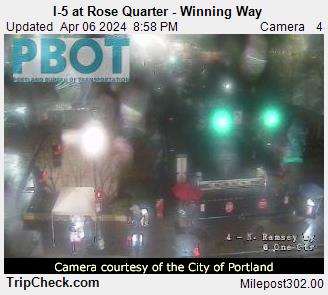 I-5 at Rose Quarter - Winning Way
Updated Apr 06 2024 8:58 PM Camera 4
PBOT
PORTLAND BUREAU OF TRANSPORTATION
4 - N. Ramsey Wy
@ One Ctr
Camera courtesy of the City of Portland
TripCheck.com Milepost302.00